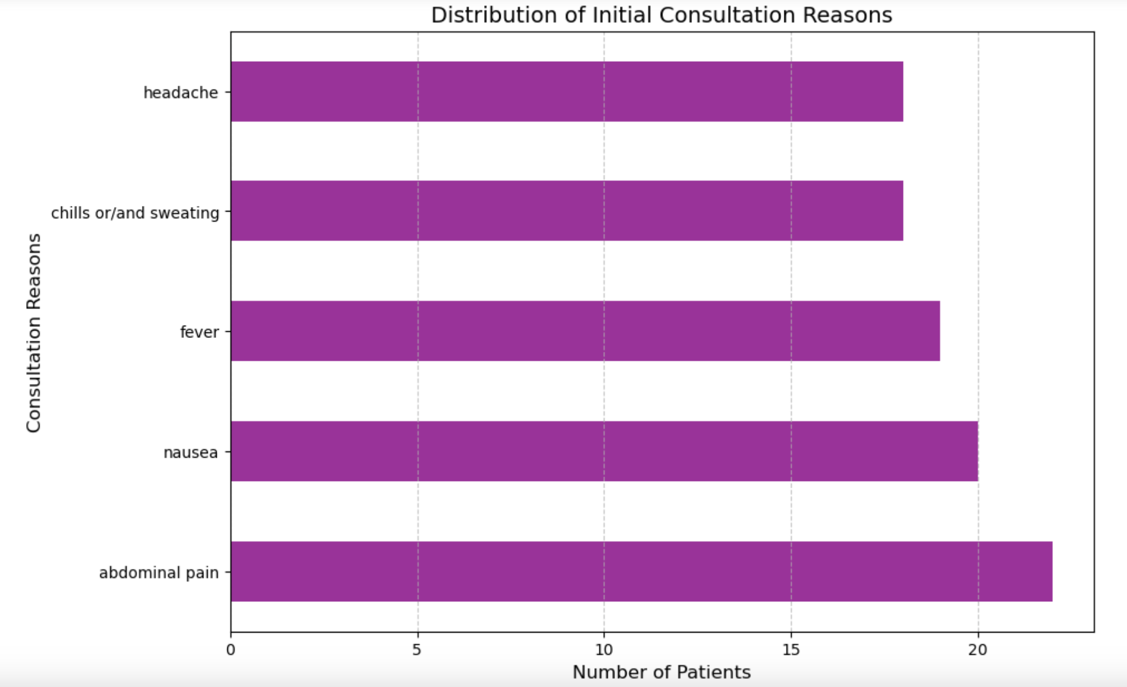 Distribution of Initial Consultation Reasons
Consultation Reasons
headache
chills or/and sweating
fever
nausea
abdominal pain
0 5 10 15 20
Number of Patients